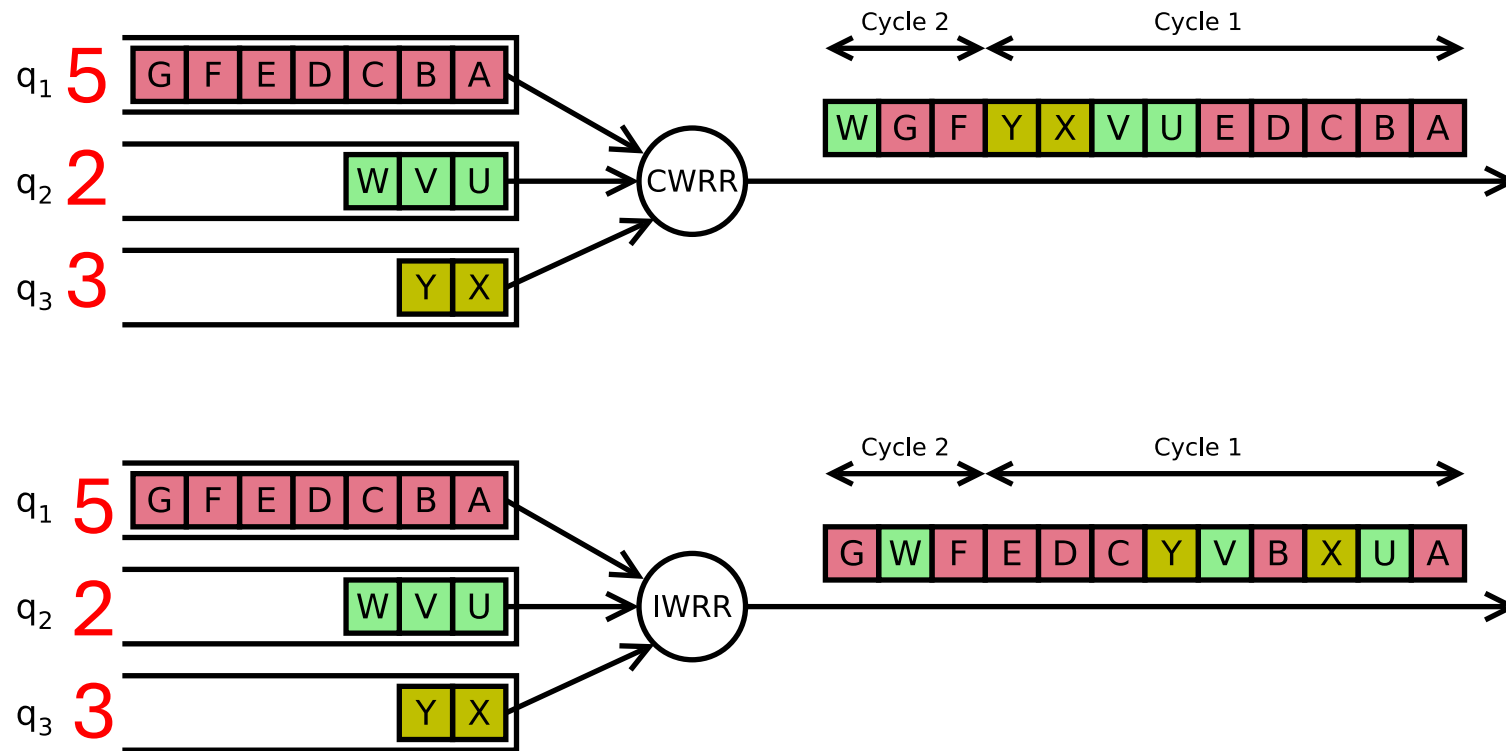 Cycle 2 Cycle 1
q1 5 G F E D C B A
W G F Y X V U E D C B A
q2 2 W V U CWRR
q3 3 Y X
Cycle 2 Cycle 1
q1 5 G F E D C B A
G W F E D C Y V B X U A
q2 2 W V U IWRR
q3 3 Y X